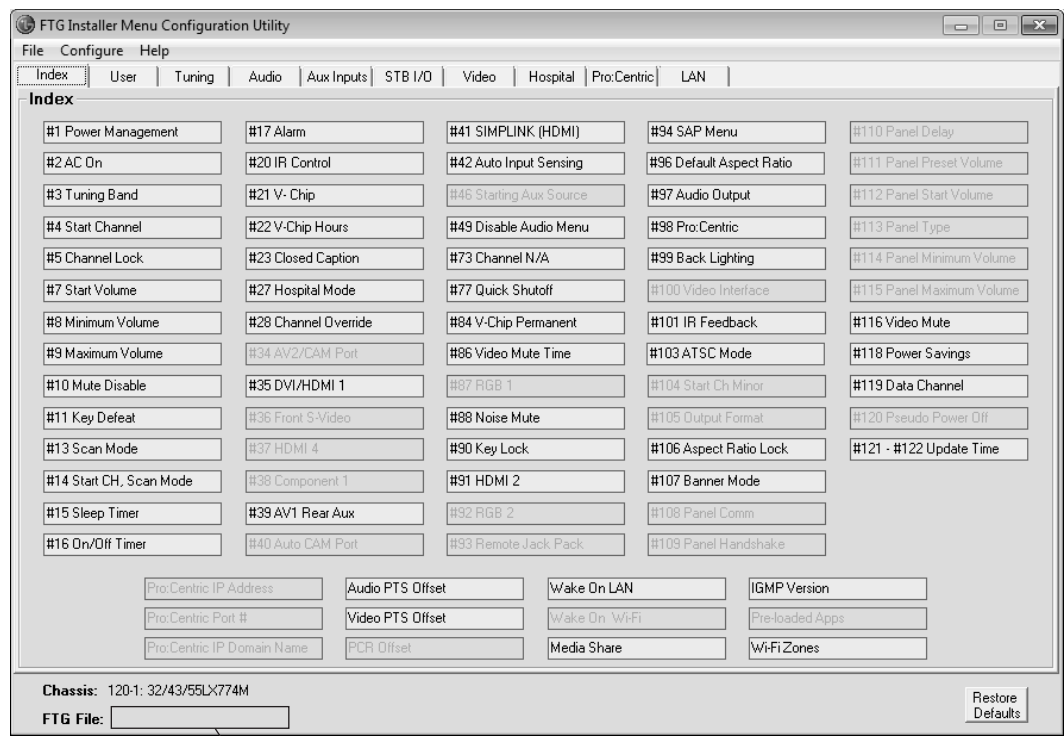 FTG Installer Menu Configuration Utility
File Configure Help
Index User Tuning Audio Aux Inputs STB I/O Video Hospital Pro:Centric LAN
Index
#1 Power Management #17 Alarm #41 SIMPLINK (HDMI) #94 SAP Menu #110 Panel Delay
#2 AC On #20 IR Control #42 Auto Input Sensing #96 Default Aspect Ratio #111 Panel Preset Volume
#3 Tuning Band #21 V- Chip #46 Starting Aux Source #97 Audio Output #112 Panel Start Volume
#4 Start Channel #22 V-Chip Hours #49 Disable Audio Menu #98 Pro:Centric #113 Panel Type
#5 Channel Lock #23 Closed Caption #73 Channel N/A #99 Back Lighting #114 Panel Minimum Volume
#7 Start Volume #27 Hospital Mode #77 Quick Shutoff #100 Video Interface #115 Panel Maximum Volume
#8 Minimum Volume #28 Channel Override #84 V-Chip Permanent #101 IR Feedback #116 Video Mute
#9 Maximum Volume #34 AV2/CAM Port #86 Video Mute Time #103 ATSC Mode #118 Power Savings
#10 Mute Disable #35 DVI/HDMI 1 #87 RGB 1 #104 Start Ch Minor #119 Data Channel
#11 Key Defeat #36 Front S-Video #88 Noise Mute #105 Output Format #120 Pseudo Power Off
#13 Scan Mode #37 HDMI 4 #90 Key Lock #106 Aspect Ratio Lock #121 - #122 Update Time
#14 Start CH, Scan Mode #38 Component 1 #91 HDMI 2 #107 Banner Mode
#15 Sleep Timer #39 AV1 Rear Aux #92 RGB 2 #108 Panel Comm
#16 On/Off Timer #40 Auto CAM Port #93 Remote Jack Pack #109 Panel Handshake
Pro:Centric IP Address Audio PTS Offset Wake On LAN IGMP Version
Pro:Centric Port # Video PTS Offset Wake On Wi-Fi Pre-loaded Apps
Pro:Centric IP Domain Name PCR Offset Media Share Wi-Fi Zones
Chassis: 120-1: 32/43/55LX774M
FTG File:
Restore
Defaults